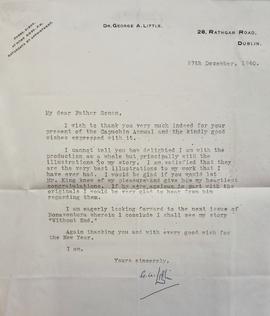 DR. GEORGE A. LITTLE.
28, RATHGAR ROAD,
DUBLIN.
27th December, 1940.
My dear Father Senan,
I wish to thank you very much indeed for your
present of the Capuchin Annual and the kindly good
wishes expressed with it.
I cannot tell you how delighted I am with the
production as a whole but principally with the
illustrations to my story. I am satisfied that they
are the very best illustrations to my work that I
have ever had. I would be glad if you would let
Mr. King know of my pleasure and give him my heartiest
congratulations. If he ever again is part with the
originals I would be very glad to hear from him
regarding them.
I am eagerly looking forward to the next issue of
Bonaventura wherein I conclude I shall see my story
"Without End."
Again thanking you and with every good wish for
the New Year.
I am,
Yours sincerely,